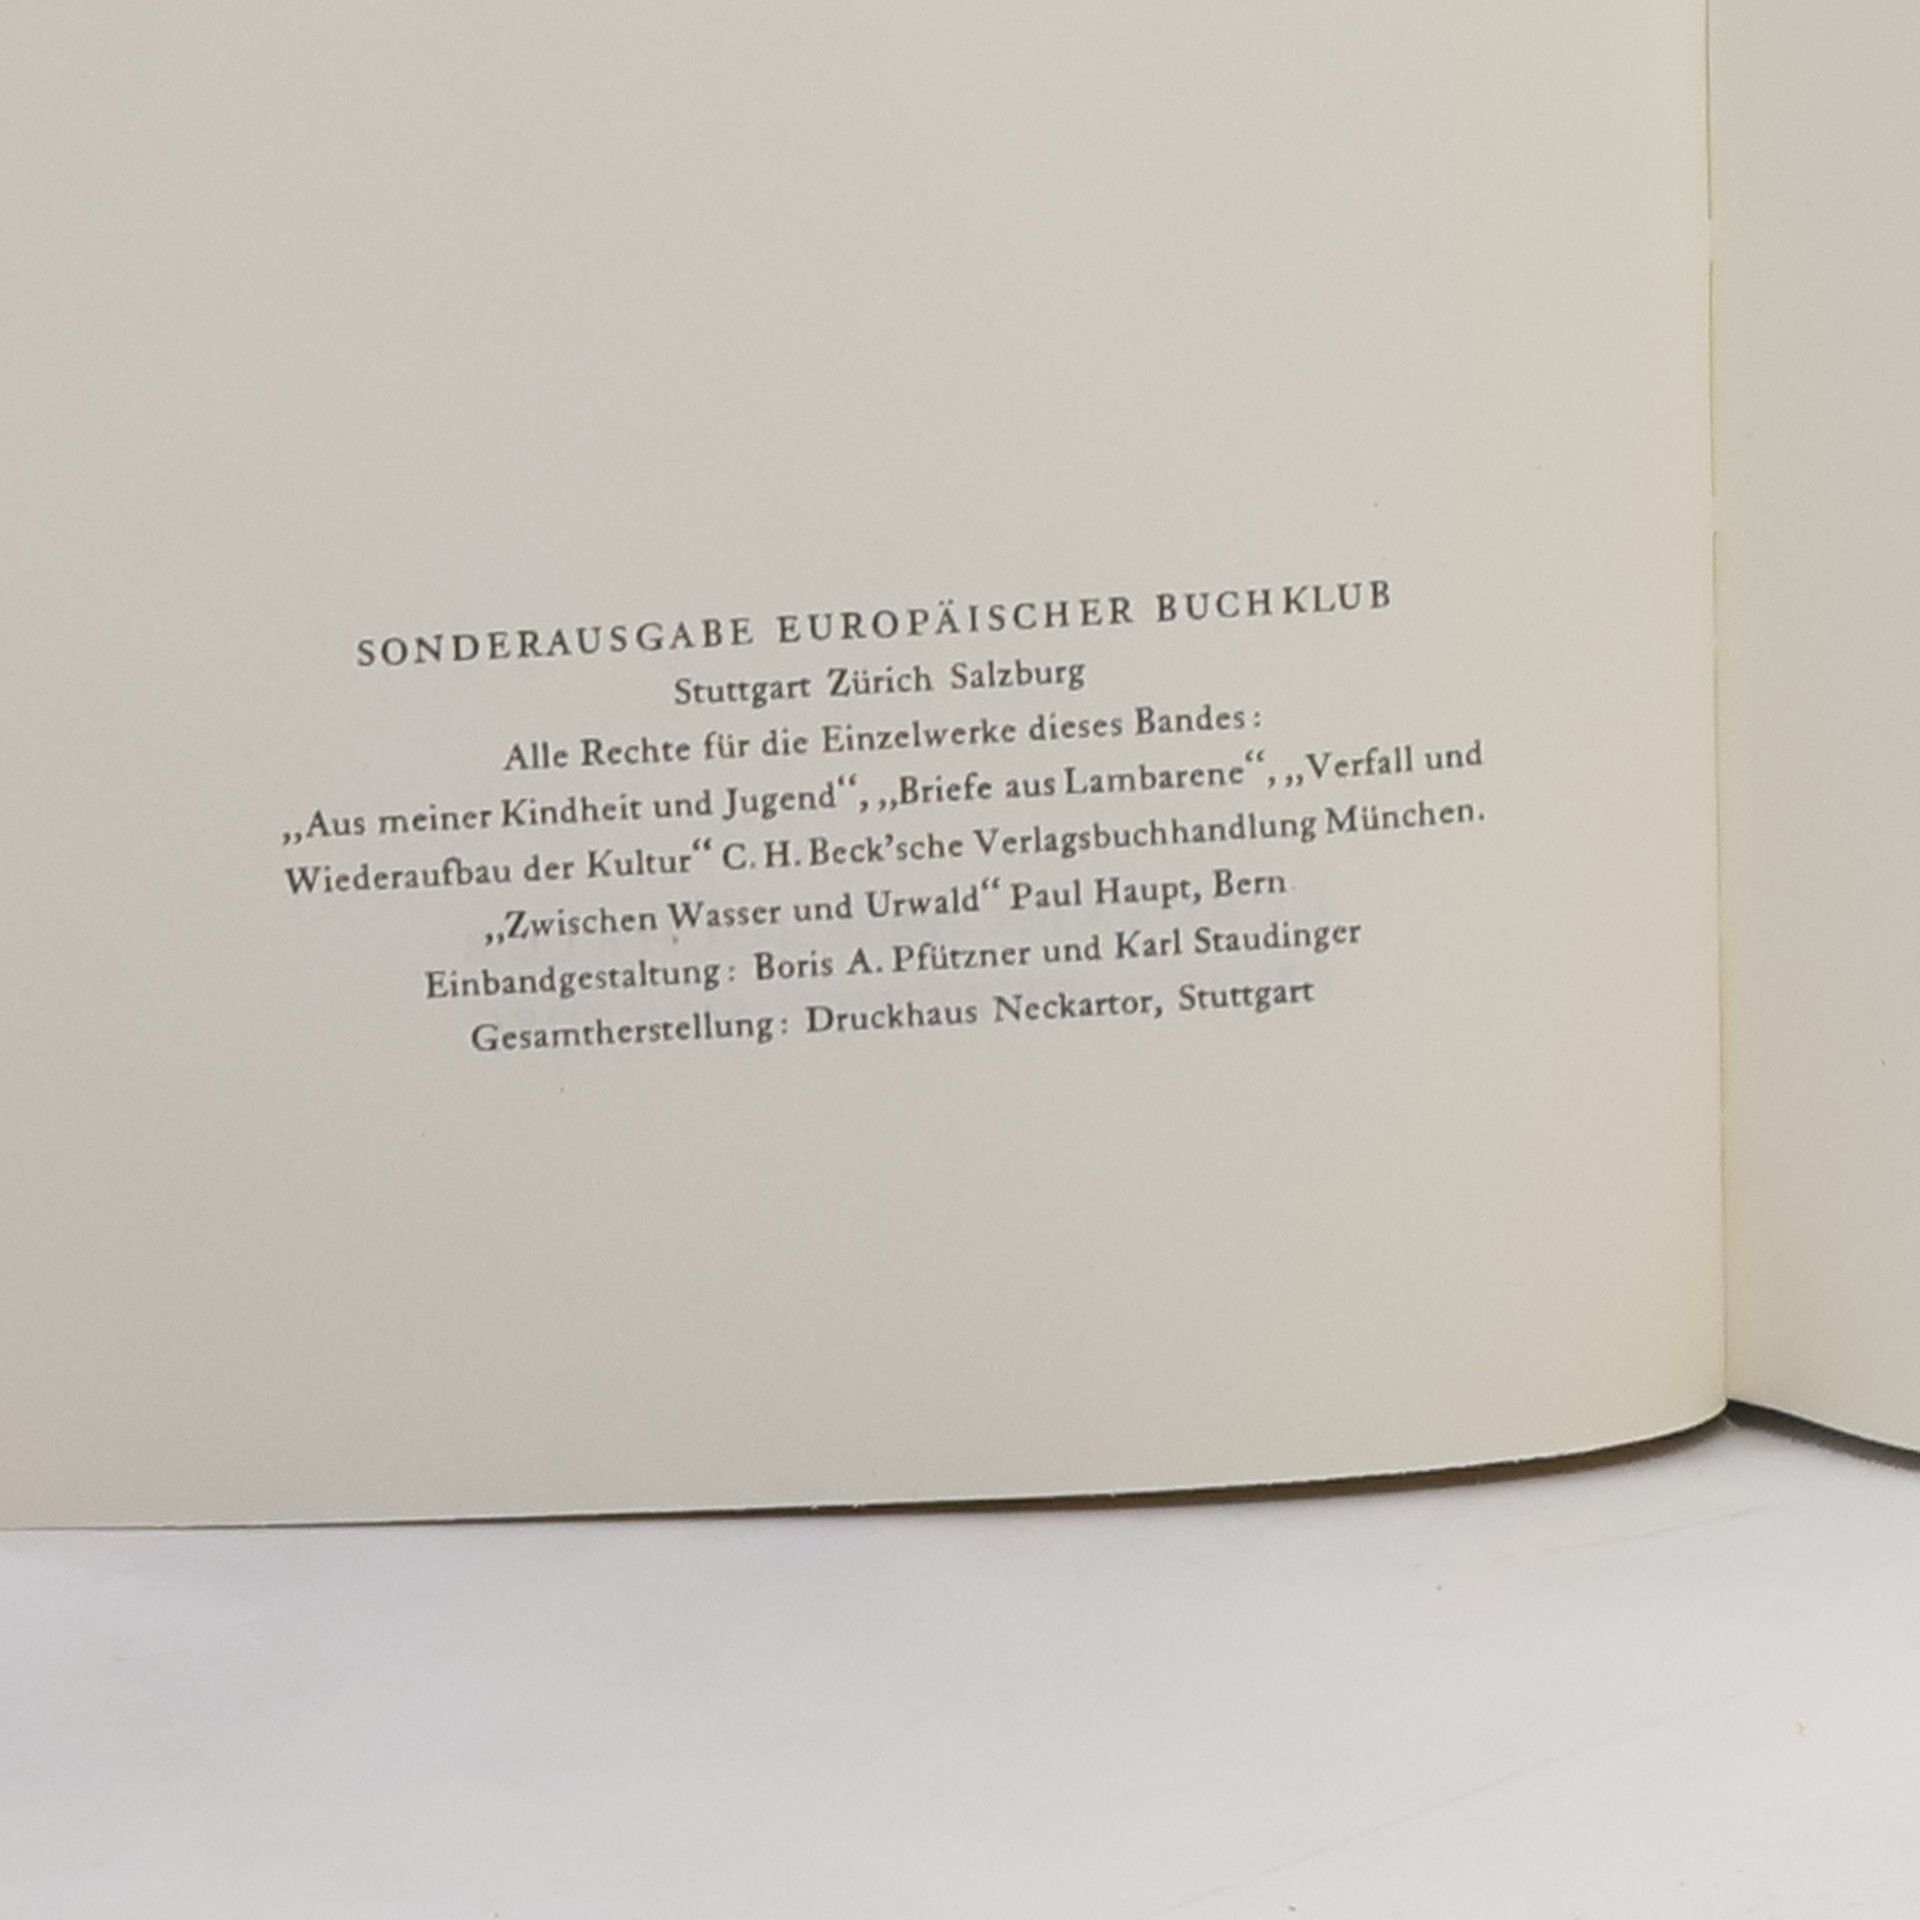 SONDERAUSGABE EUROPÄISCHER BUCHKLUB
Stuttgart Zürich Salzburg
Alle Rechte für die Einzelwerke dieses Bandes:
„Aus meiner Kindheit und Jugend“, „Briefe aus Lambarene“, „Verfall und
Wiederaufbau der Kultur“ C. H. Beck’sche Verlagsbuchhandlung München.
„Zwischen Wasser und Urwald“ Paul Haupt, Bern
Einbandgestaltung: Boris A. Pfützner und Karl Staudinger
Gesamtherstellung: Druckhaus Neckartor, Stuttgart